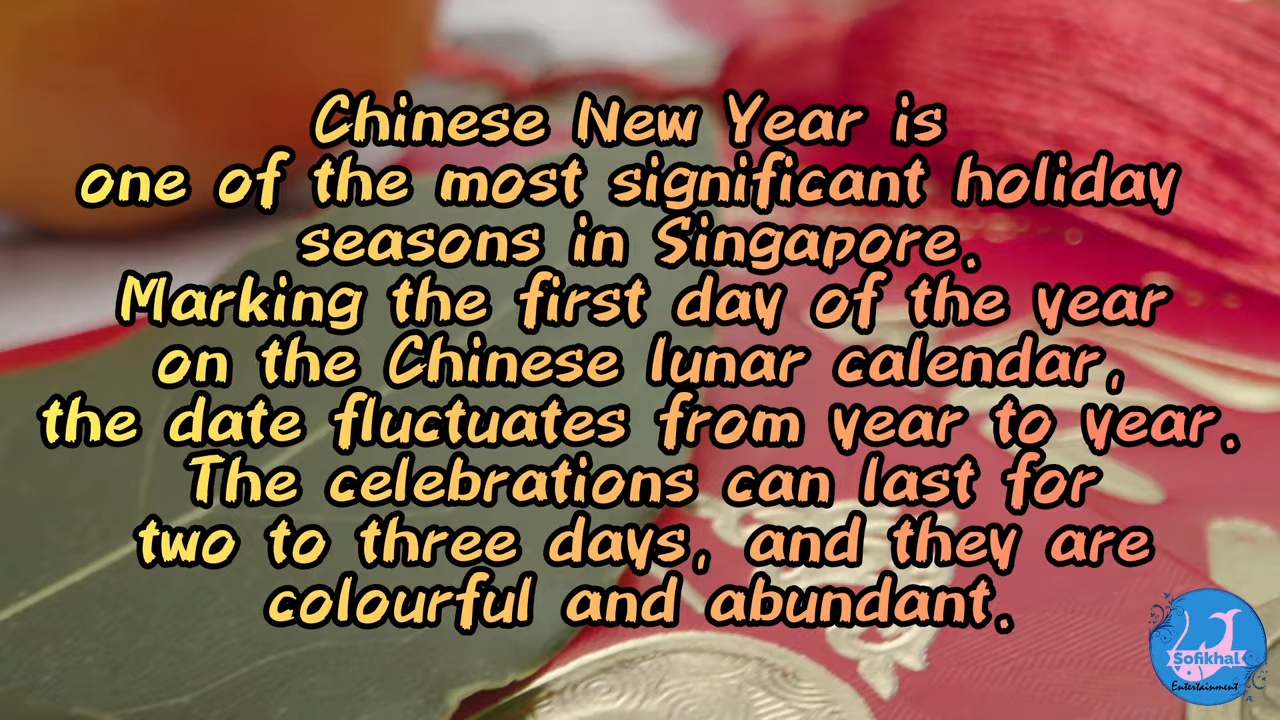 Chinese New Year is
one of the most significant holiday
seasons in Singapore.
Marking the first day of the year
on the Chinese lunar calendar,
the date fluctuates from year to year.
The celebrations can last for
two to three days, and they are
colourful and abundant.
Sofikhal
Entertainment